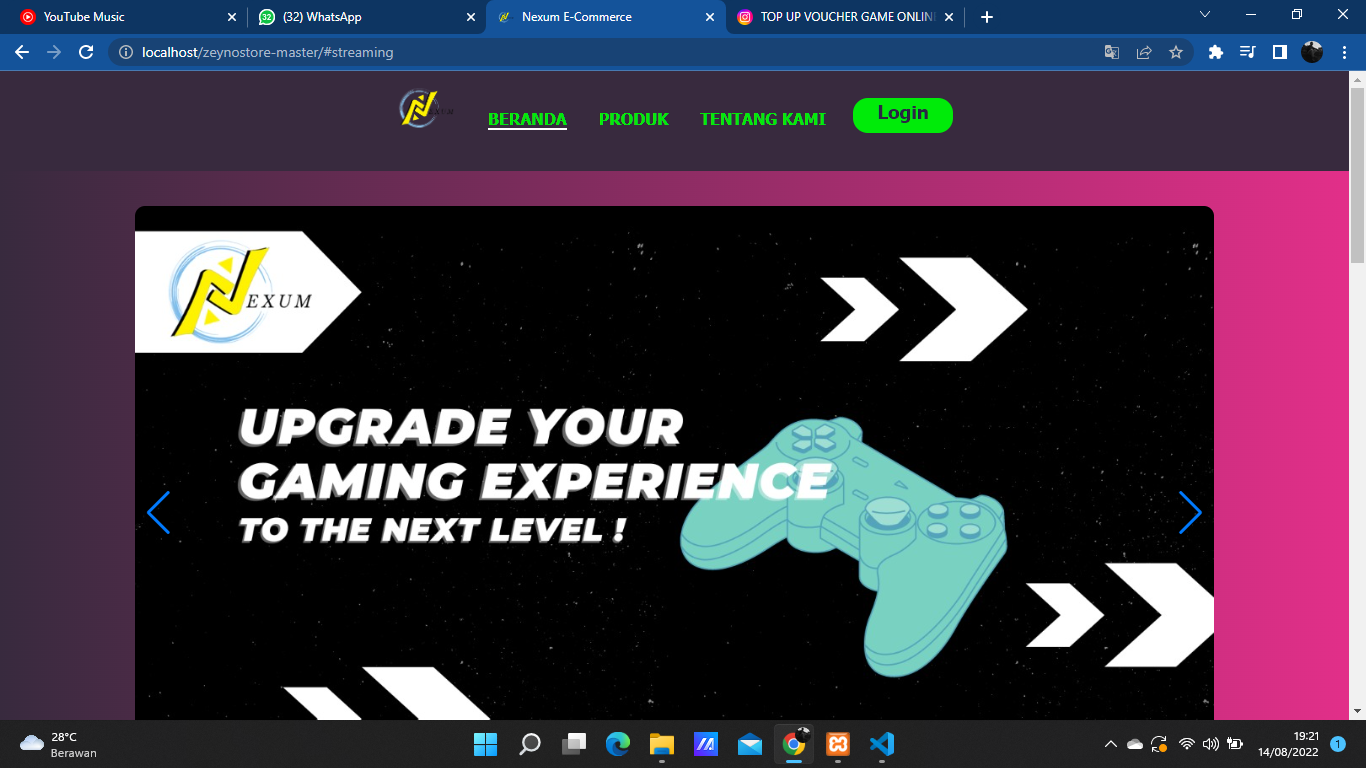 YouTube Music
(32) WhatsApp
Nexum E-Commerce
TOP UP VOUCHER GAME ONLIN
localhost/zeynostore-master/#streaming
BERANDA
PRODUK
TENTANG KAMI
Login
EXUM
UPGRADE YOUR
GAMING EXPERIENCE
TO THE NEXT LEVEL !
28°C
Berawan
19:21
14/08/2022
1